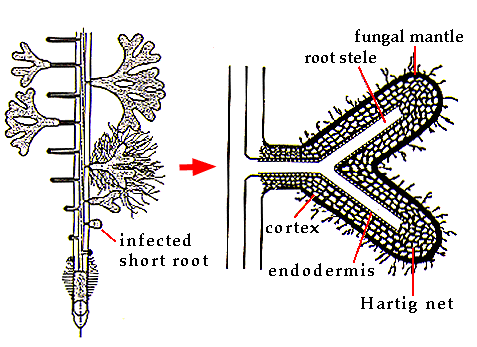 fungal mantle
root stele
infected
short root
cortex
endodermis
Hartig net